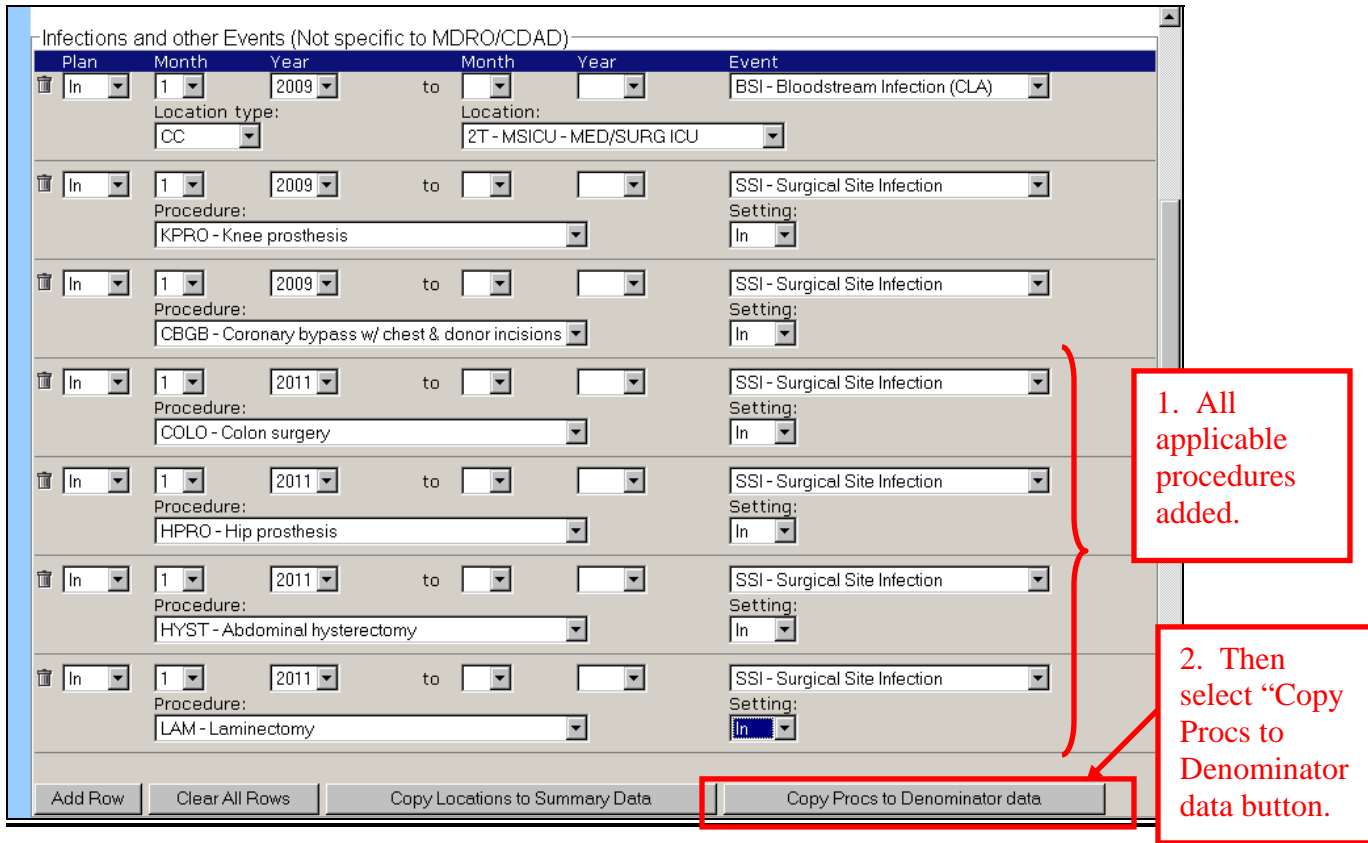 Infections and other Events (Not specific to MDRO/CDAD)
Plan Month Year Month Year Event
In 1 2009 to BSI - Bloodstream Infection (CLA)
Location type: Location:
CC 2T - MSICU - MED/SURG ICU
In 1 2009 to SSI - Surgical Site Infection
Procedure: Setting:
KPRO - Knee prosthesis In
In 1 2009 to SSI - Surgical Site Infection
Procedure: Setting:
CBGB - Coronary bypass w/ chest & donor incisions In
In 1 2011 to SSI - Surgical Site Infection
Procedure: Setting:
COLO - Colon surgery In
In 1 2011 to SSI - Surgical Site Infection
Procedure: Setting:
HPRO - Hip prosthesis In
In 1 2011 to SSI - Surgical Site Infection
Procedure: Setting:
HYST - Abdominal hysterectomy In
In 1 2011 to SSI - Surgical Site Infection
Procedure: Setting:
LAM - Laminectomy In
Add Row Clear All Rows Copy Locations to Summary Data Copy Procs to Denominator data
1. All
applicable
procedures
added.
2. Then
select “Copy
Procs to
Denominator
data button.